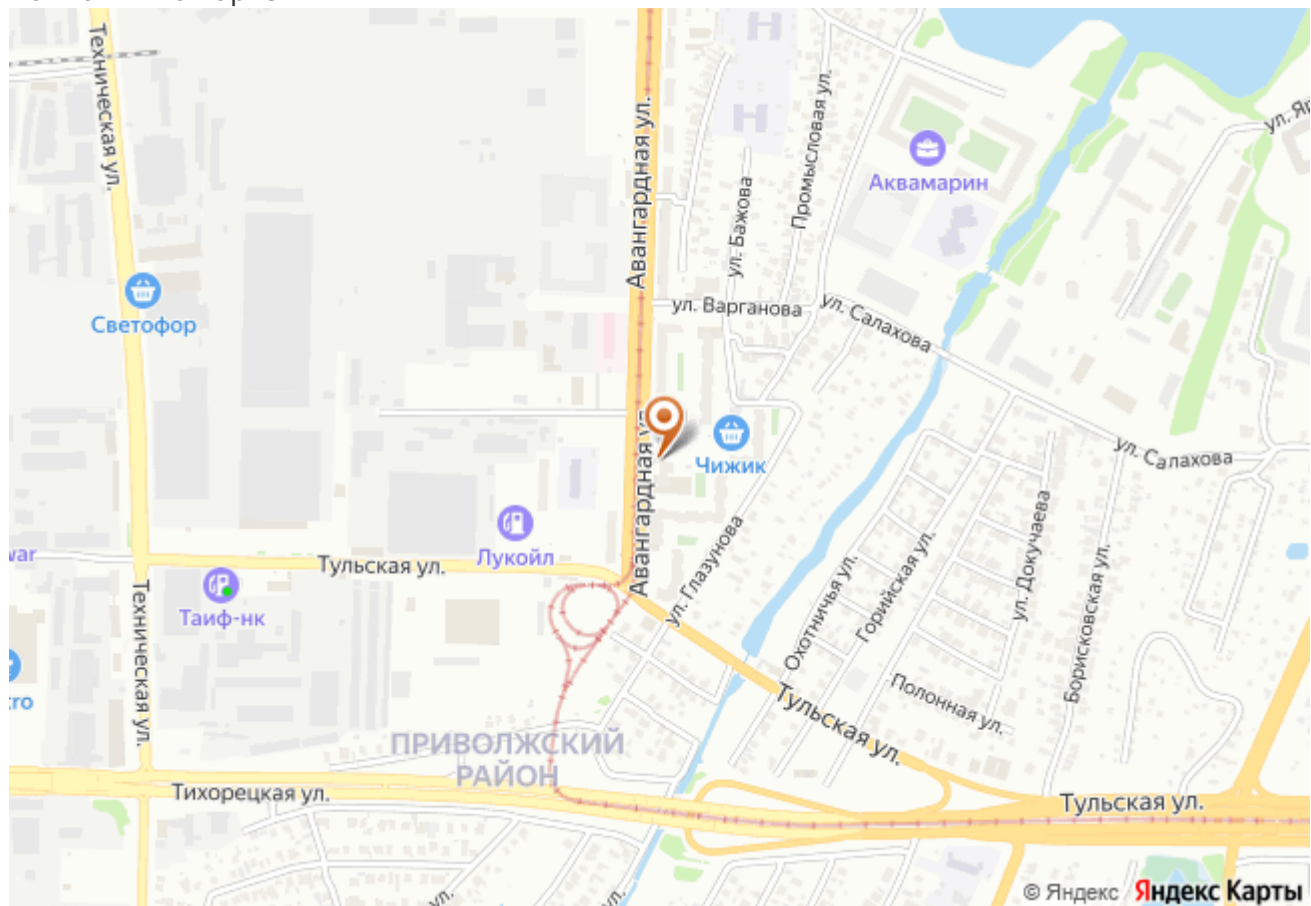 Техническая ул.
Авангардная ул.
Промысловая ул.
ул. Бажова
Аквамарин
ул. Варганова
ул. Салахова
Светофор
Авангардная ул.
Чижик
ул. Салахова
Лукойл
Тульская ул.
Таиф-нк
ул. Глазунова
Охотничья ул.
Горийская ул.
ул. Докучаева
Борисковская ул.
Техническая ул.
Полонная ул.
Тульская ул.
ПРИВОЛЖСКИЙ
РАЙОН
Тихорецкая ул.
Тульская ул.
© Яндекс Яндекс Карты